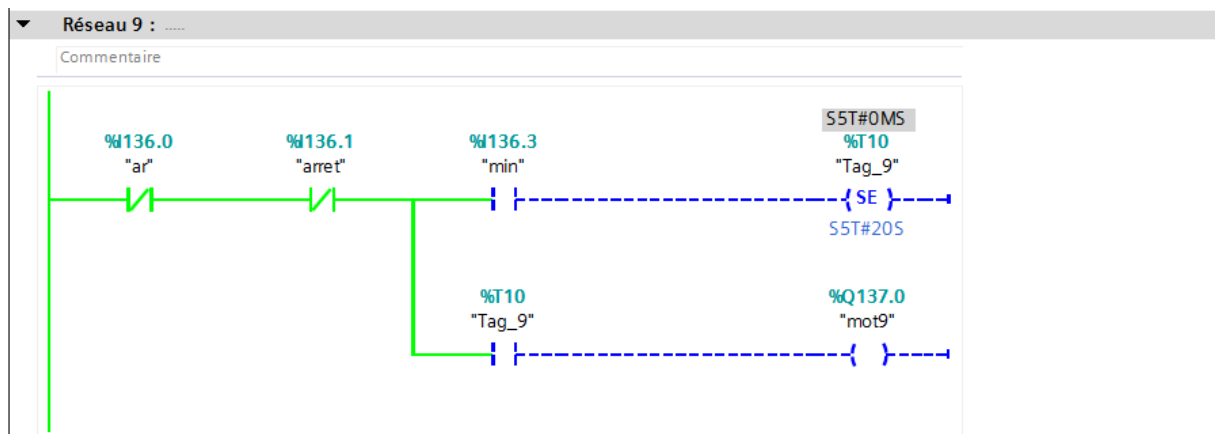 Réseau 9 : .....
Commentaire
S5T#0MS
%I136.0 %I136.1 %I136.3 %T10
"ar" "arret" "min" "Tag_9"
SE
S5T#20S
%T10 %Q137.0
"Tag_9" "mot9"